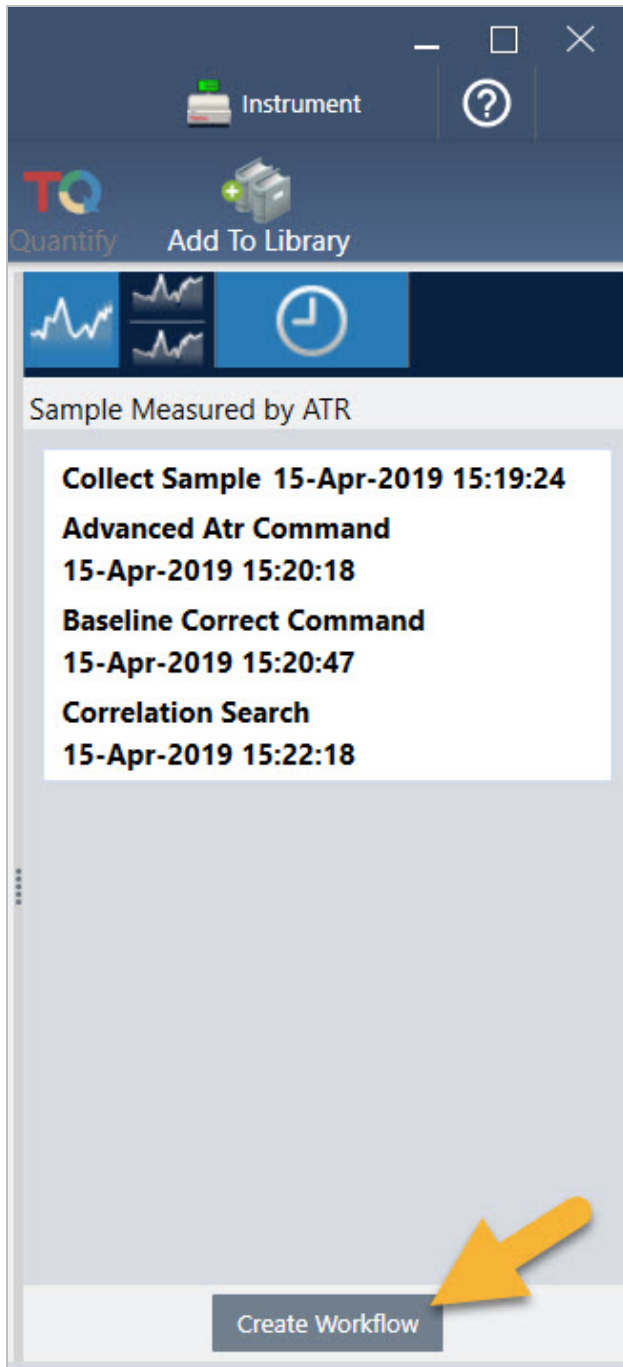 Instrument
TQ
Quantify
Add To Library
Sample Measured by ATR
Collect Sample 15-Apr-2019 15:19:24
Advanced Atr Command
15-Apr-2019 15:20:18
Baseline Correct Command
15-Apr-2019 15:20:47
Correlation Search
15-Apr-2019 15:22:18
Create Workflow